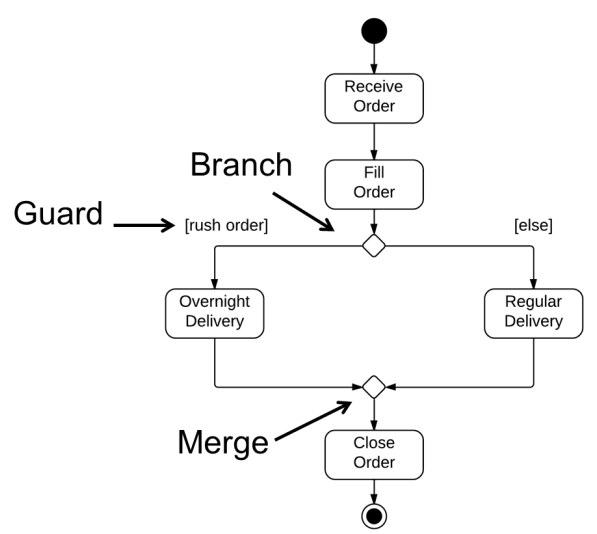 Receive
Order
Branch
Fill
Order
Guard
[rush order]
[else]
Overnight
Delivery
Regular
Delivery
Merge
Close
Order